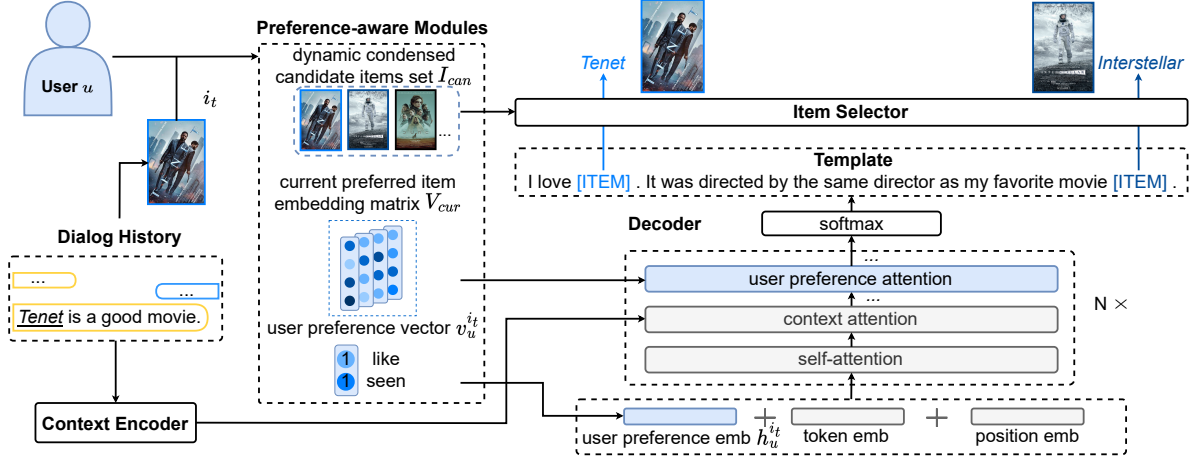 User u
i_t
Dialog History
...
...
Tenet is a good movie.
Context Encoder
Preference-aware Modules
dynamic condensed
candidate items set I_can
...
current preferred item
embedding matrix V_cur
user preference vector v_u^{i_t}
1 like
1 seen
Tenet
Interstellar
Item Selector
Template
I love [ITEM] . It was directed by the same director as my favorite movie [ITEM] .
softmax
Decoder
...
user preference attention
...
context attention
self-attention
N ×
+ +
user preference emb h_u^{i_t} token emb position emb